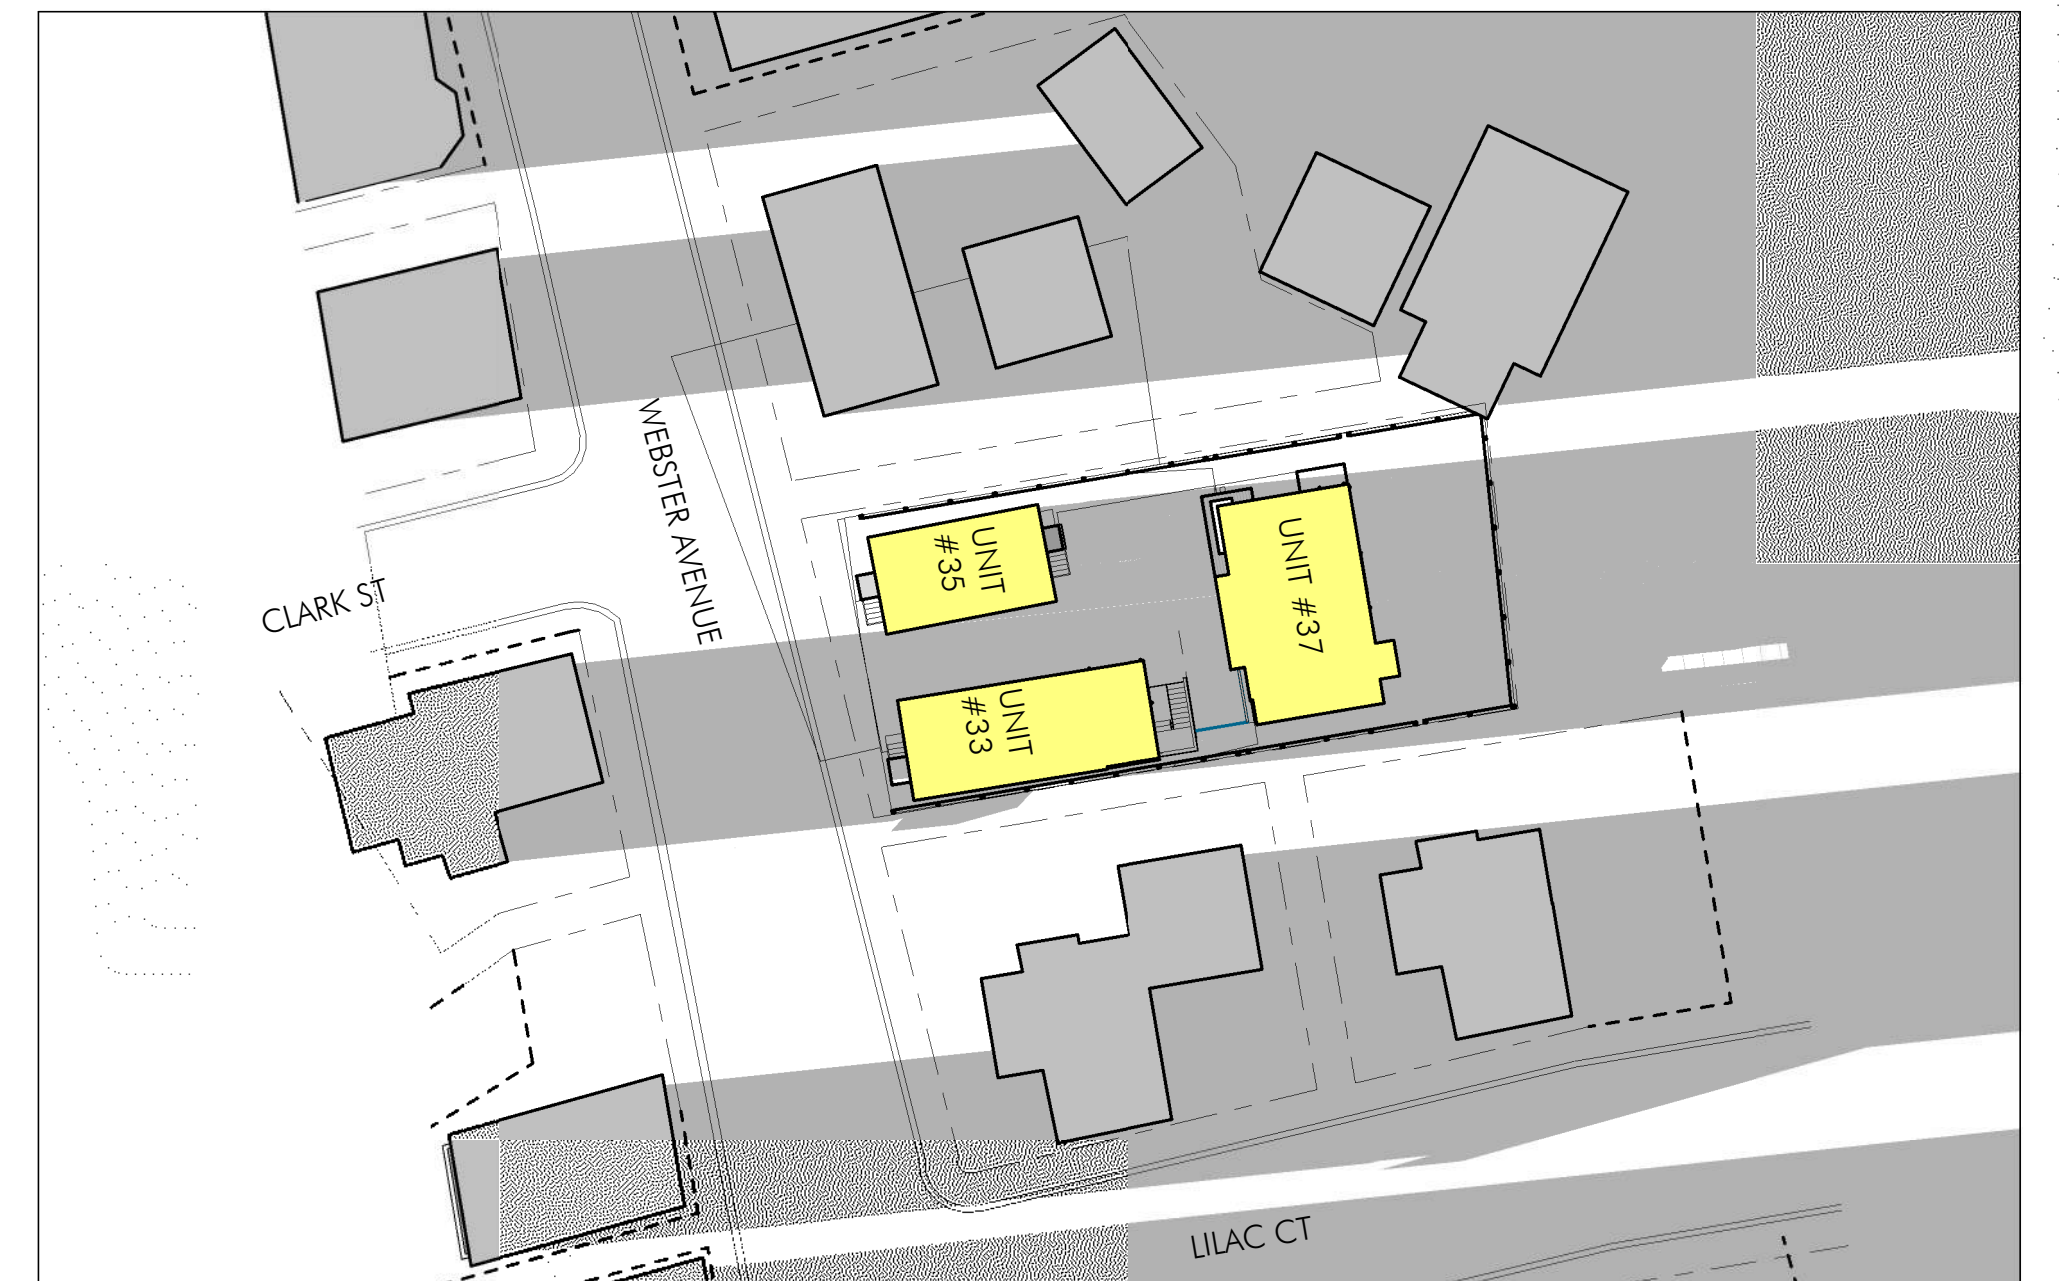 WEBSTER AVENUE
CLARK ST
UNIT
#35
UNIT #37
UNIT
#33
LILAC CT